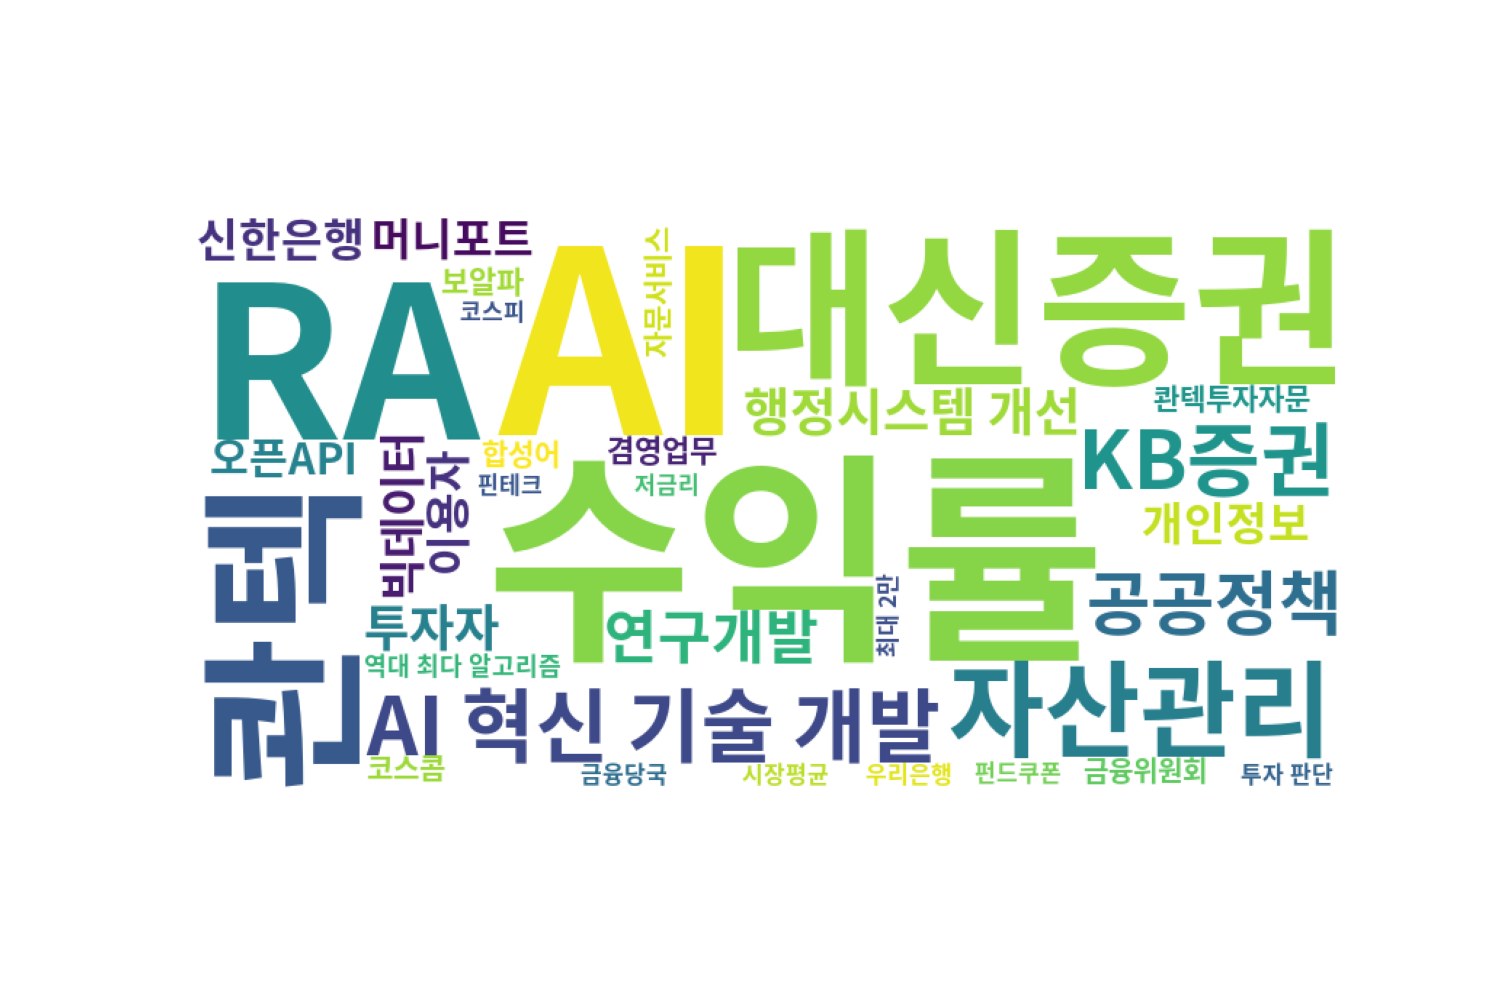 신한은행
머니포트
보알파
코스피
RA
AI
자문서비스
대신증권
행정시스템 개선
콴텍투자자문
오픈API
빅데이터
이용자
합성어
핀테크
겸영업무
저금리
KB증권
개인정보
콴텍
수익률
최대 2만
공공정책
투자자
연구개발
역대 최다 알고리즘
AI 혁신 기술 개발
자산관리
코스콤
금융당국
시장평균
우리은행
펀드쿠폰
금융위원회
투자 판단